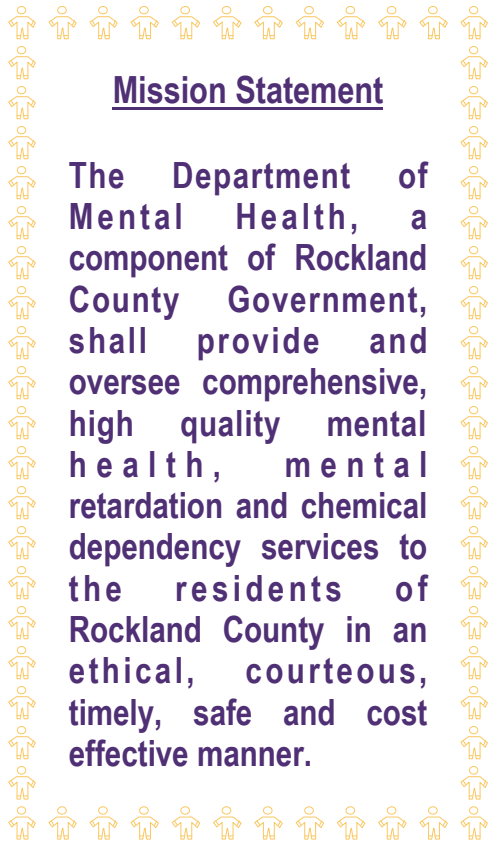 Mission Statement
The Department of
Mental Health, a
component of Rockland
County Government,
shall provide and
oversee comprehensive,
high quality mental
health, mental
retardation and chemical
dependency services to
the residents of
Rockland County in an
ethical, courteous,
timely, safe and cost
effective manner.